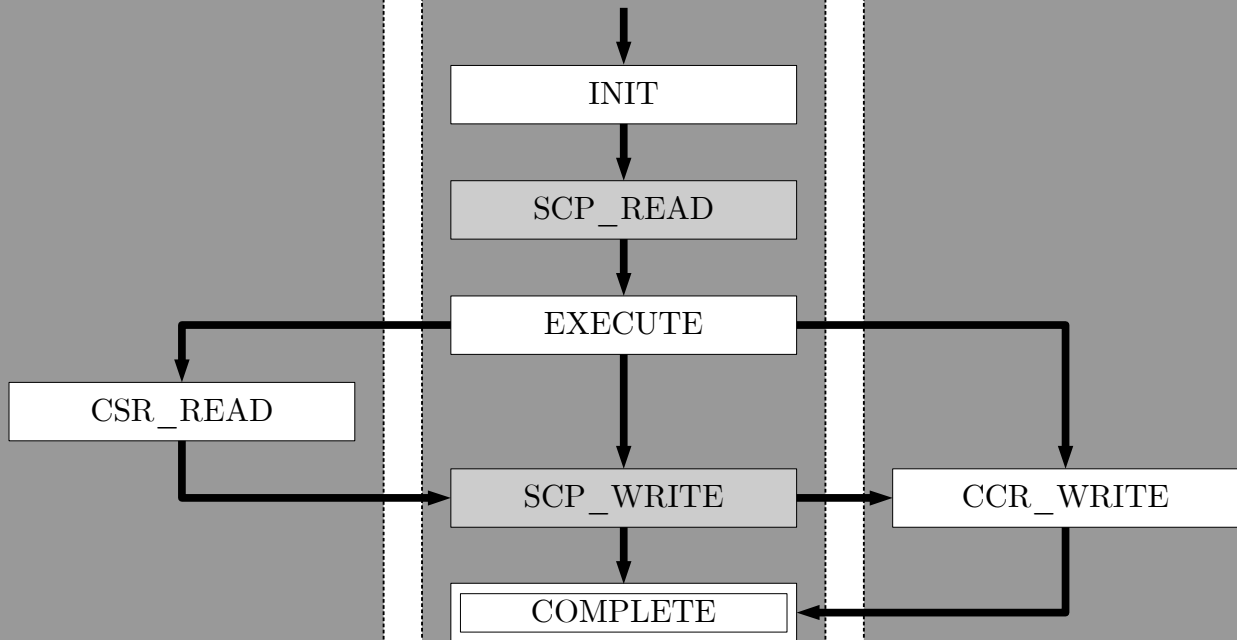 INIT
SCP_READ
EXECUTE
CSR_READ
SCP_WRITE
CCR_WRITE
COMPLETE